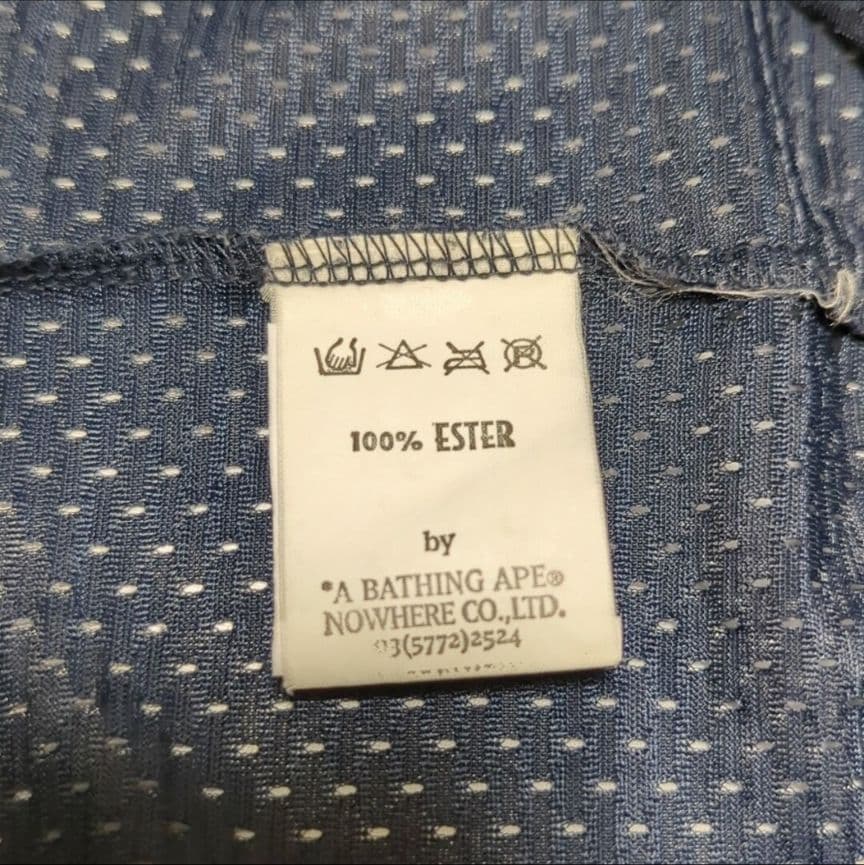 100% ESTER
by
*A BATHING APE®
NOWHERE CO.,LTD.
03(5772)2524